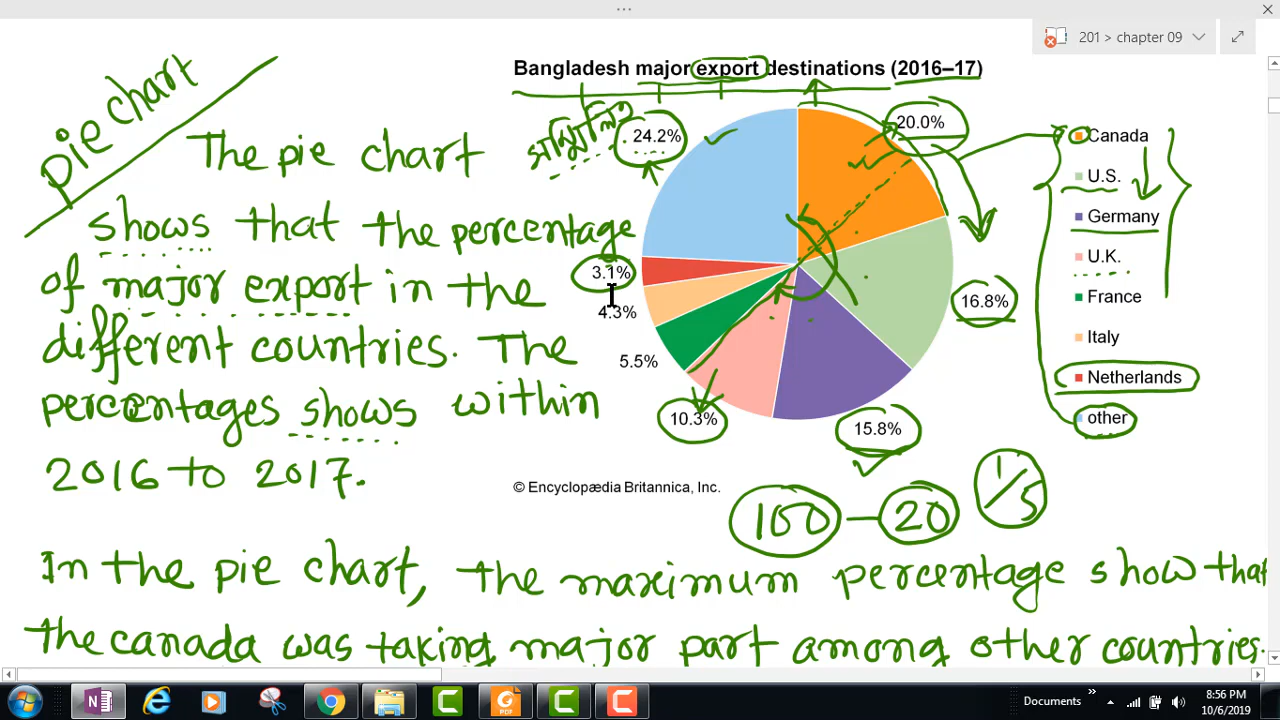 201 > chapter 09
Bangladesh major export destinations (2016–17)
pie chart
The pie chart
shows that the percentage
of major export in the
different countries. The
percentages shows within
2016 to 2017.
24.2%
20.0%
3.1%
4.3%
5.5%
10.3%
15.8%
16.8%
Canada
U.S.
Germany
U.K.
France
Italy
Netherlands
other
© Encyclopædia Britannica, Inc.
100 — 20
1/5
In the pie chart, the maximum percentage show that
the canada was taking major part among other countries.
Documents
8:56 PM
10/6/2019